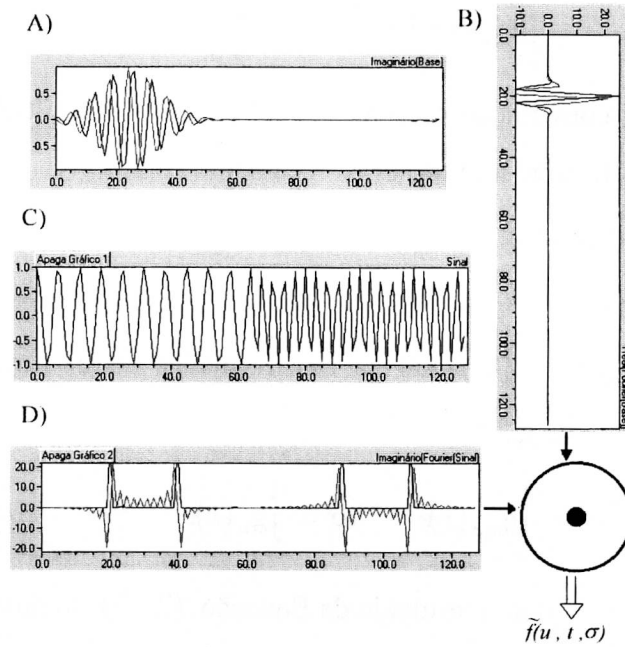 A)
Imaginário(Base)
0.5
0.0
-0.5
0.0 20.0 40.0 60.0 80.0 100.0 120.0
B)
-10.0 0.0 10.0 20.0
0.0
20.0
40.0
60.0
80.0
100.0
120.0
C)
Apaga Gráfico 1 Sinal
1.0
0.5
0.0
-0.5
-1.0
0.0 20.0 40.0 60.0 80.0 100.0 120.0
D)
Apaga Gráfico 2 Imaginário(Fourier(Sinal)
20.0
10.0
0.0
-10.0
-20.0
0.0 20.0 40.0 60.0 80.0 100.0 120.0
f̃(u, t, σ)